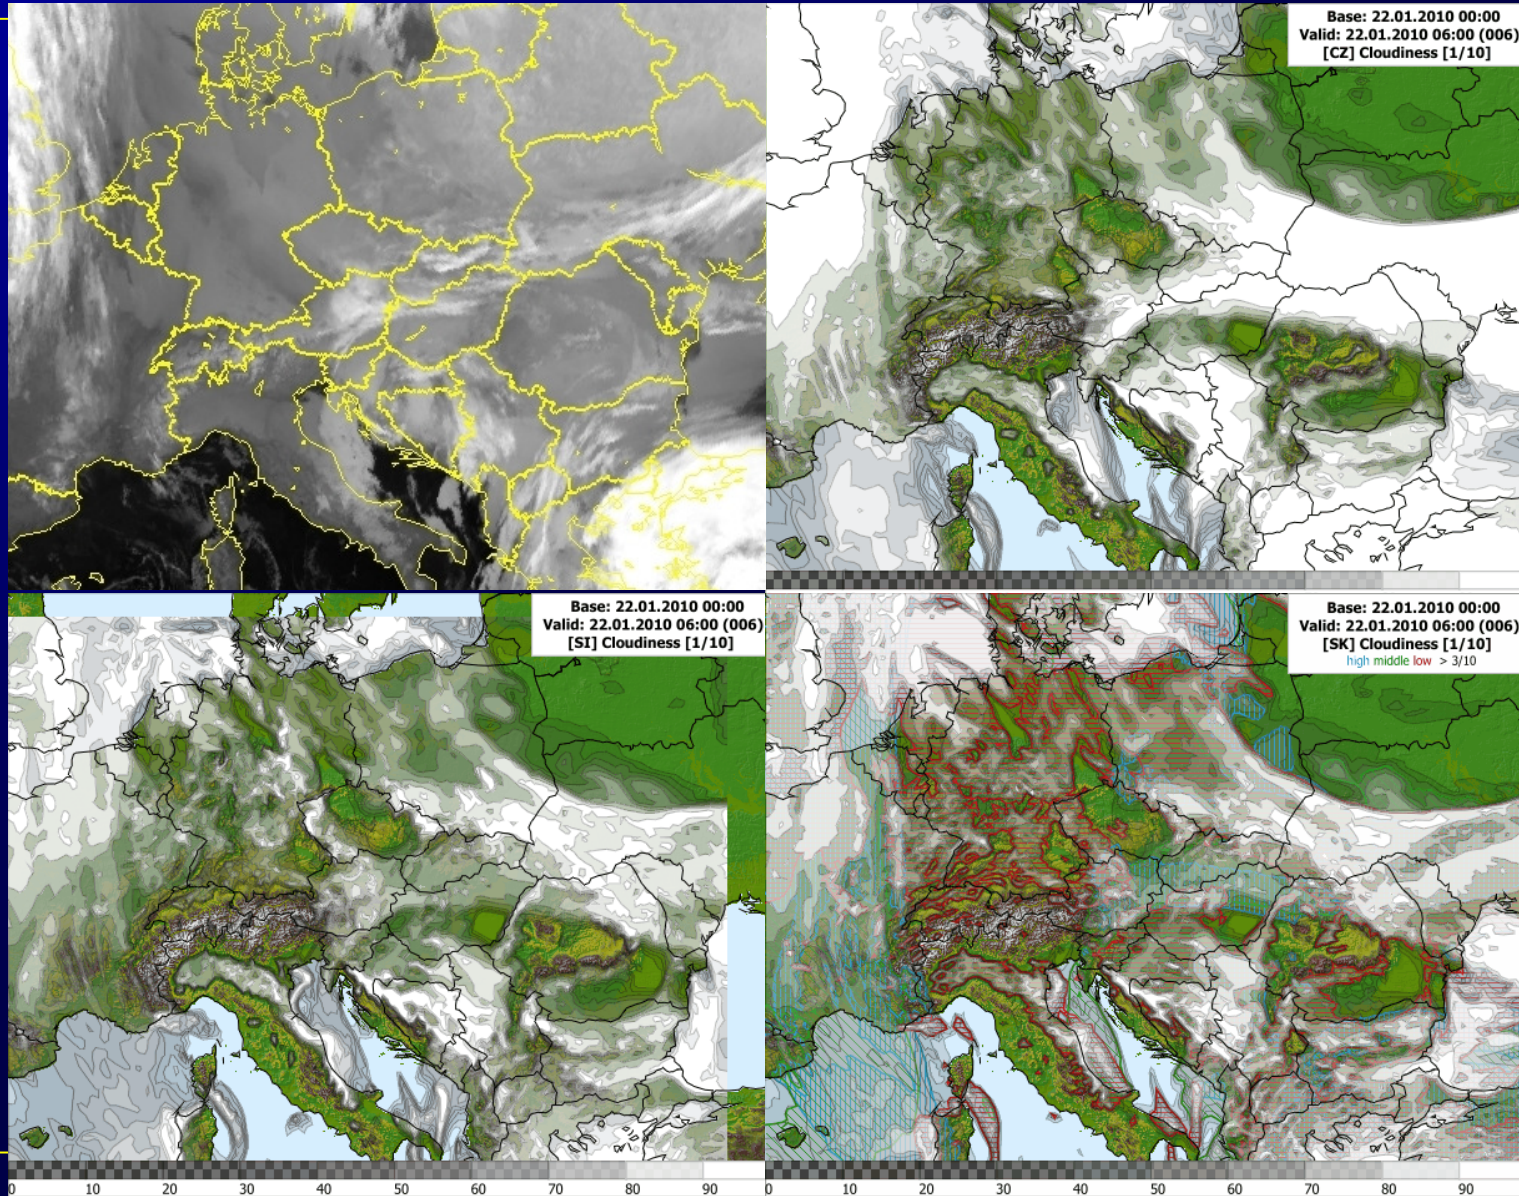 Base: 22.01.2010 00:00
Valid: 22.01.2010 06:00 (006)
[CZ] Cloudiness [1/10]
Base: 22.01.2010 00:00
Valid: 22.01.2010 06:00 (006)
[SI] Cloudiness [1/10]
Base: 22.01.2010 00:00
Valid: 22.01.2010 06:00 (006)
[SK] Cloudiness [1/10]
high middle low > 3/10
0 10 20 30 40 50 60 70 80 90
10 20 30 40 50 60 70 80 90